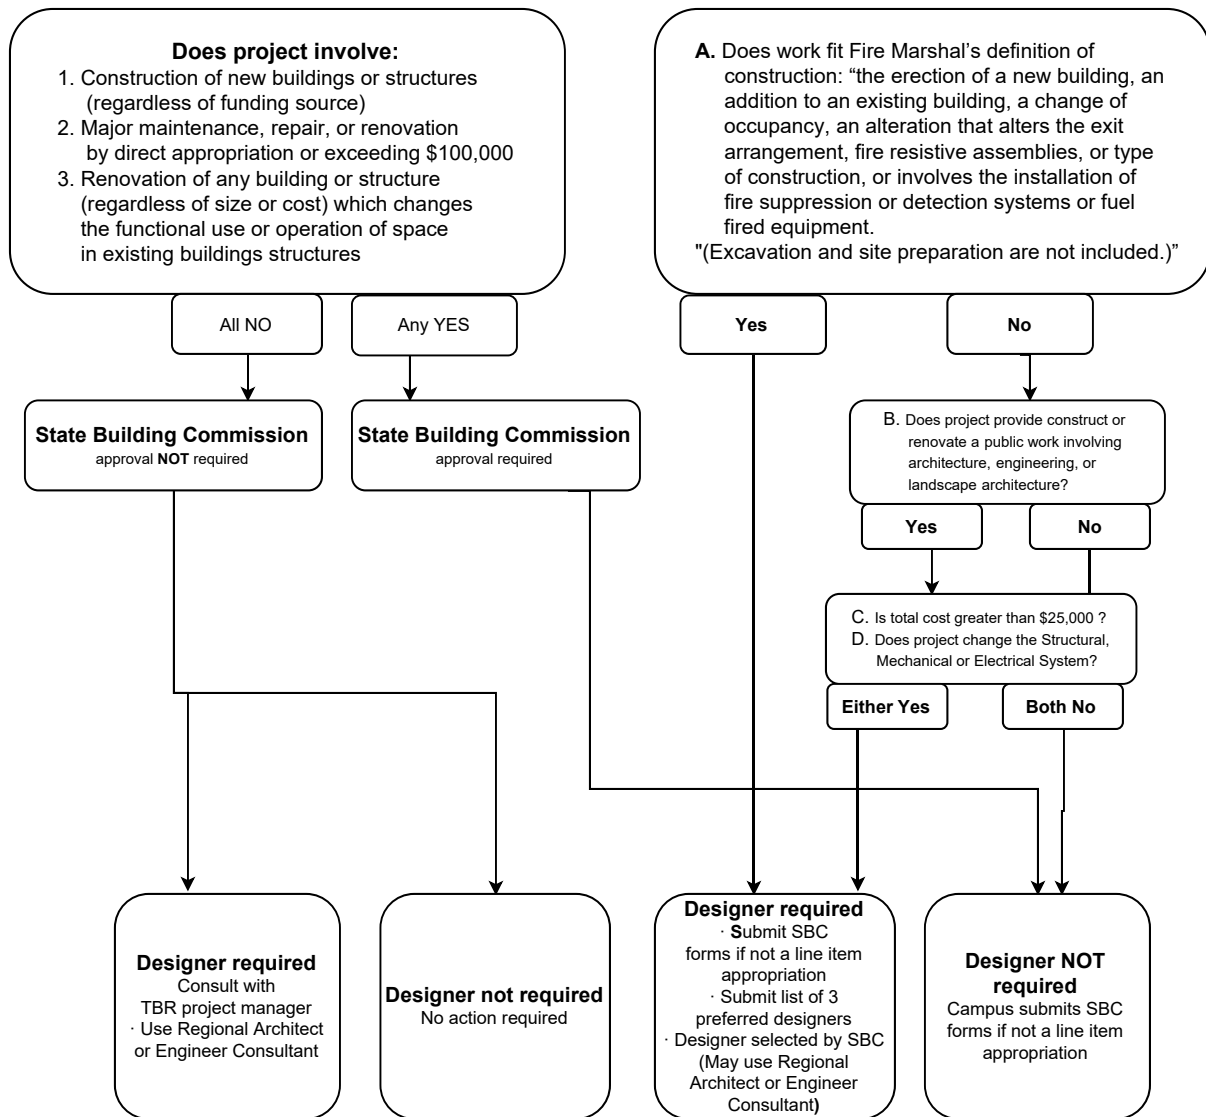 Does project involve:
1. Construction of new buildings or structures
(regardless of funding source)
2. Major maintenance, repair, or renovation
by direct appropriation or exceeding $100,000
3. Renovation of any building or structure
(regardless of size or cost) which changes
the functional use or operation of space
in existing buildings structures
A. Does work fit Fire Marshal’s definition of
construction: “the erection of a new building, an
addition to an existing building, a change of
occupancy, an alteration that alters the exit
arrangement, fire resistive assemblies, or type
of construction, or involves the installation of
fire suppression or detection systems or fuel
fired equipment.
"(Excavation and site preparation are not included.)”
All NO
Any YES
Yes
No
State Building Commission
approval NOT required
State Building Commission
approval required
B. Does project provide construct or
renovate a public work involving
architecture, engineering, or
landscape architecture?
Yes
No
C. Is total cost greater than $25,000 ?
D. Does project change the Structural,
Mechanical or Electrical System?
Either Yes
Both No
Designer required
Consult with
TBR project manager
· Use Regional Architect
or Engineer Consultant
Designer not required
No action required
Designer required
· Submit SBC
forms if not a line item
appropriation
· Submit list of 3
preferred designers
· Designer selected by SBC
(May use Regional
Architect or Engineer
Consultant)
Designer NOT
required
Campus submits SBC
forms if not a line item
appropriation